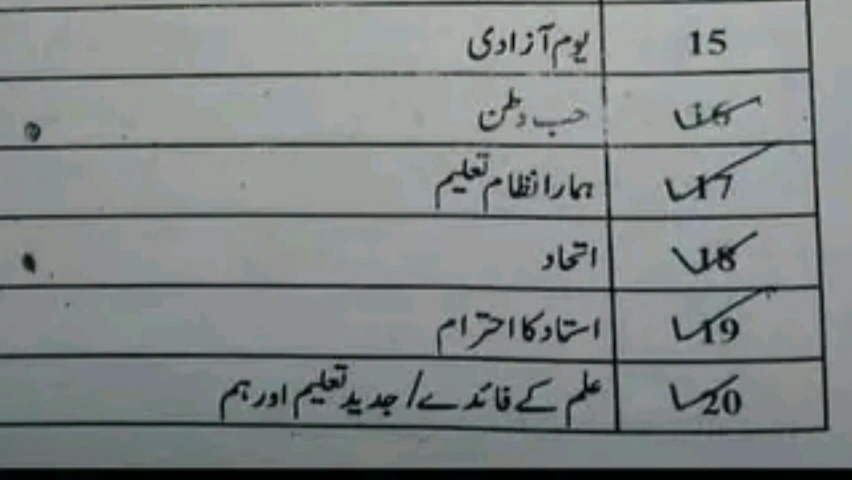 15 یوم آزادی
16 حب وطن
17 ہمارا نظام تعلیم
18 اتحاد
19 استاد کا احترام
20 علم کے فائدے/جدید تعلیم اور ہم